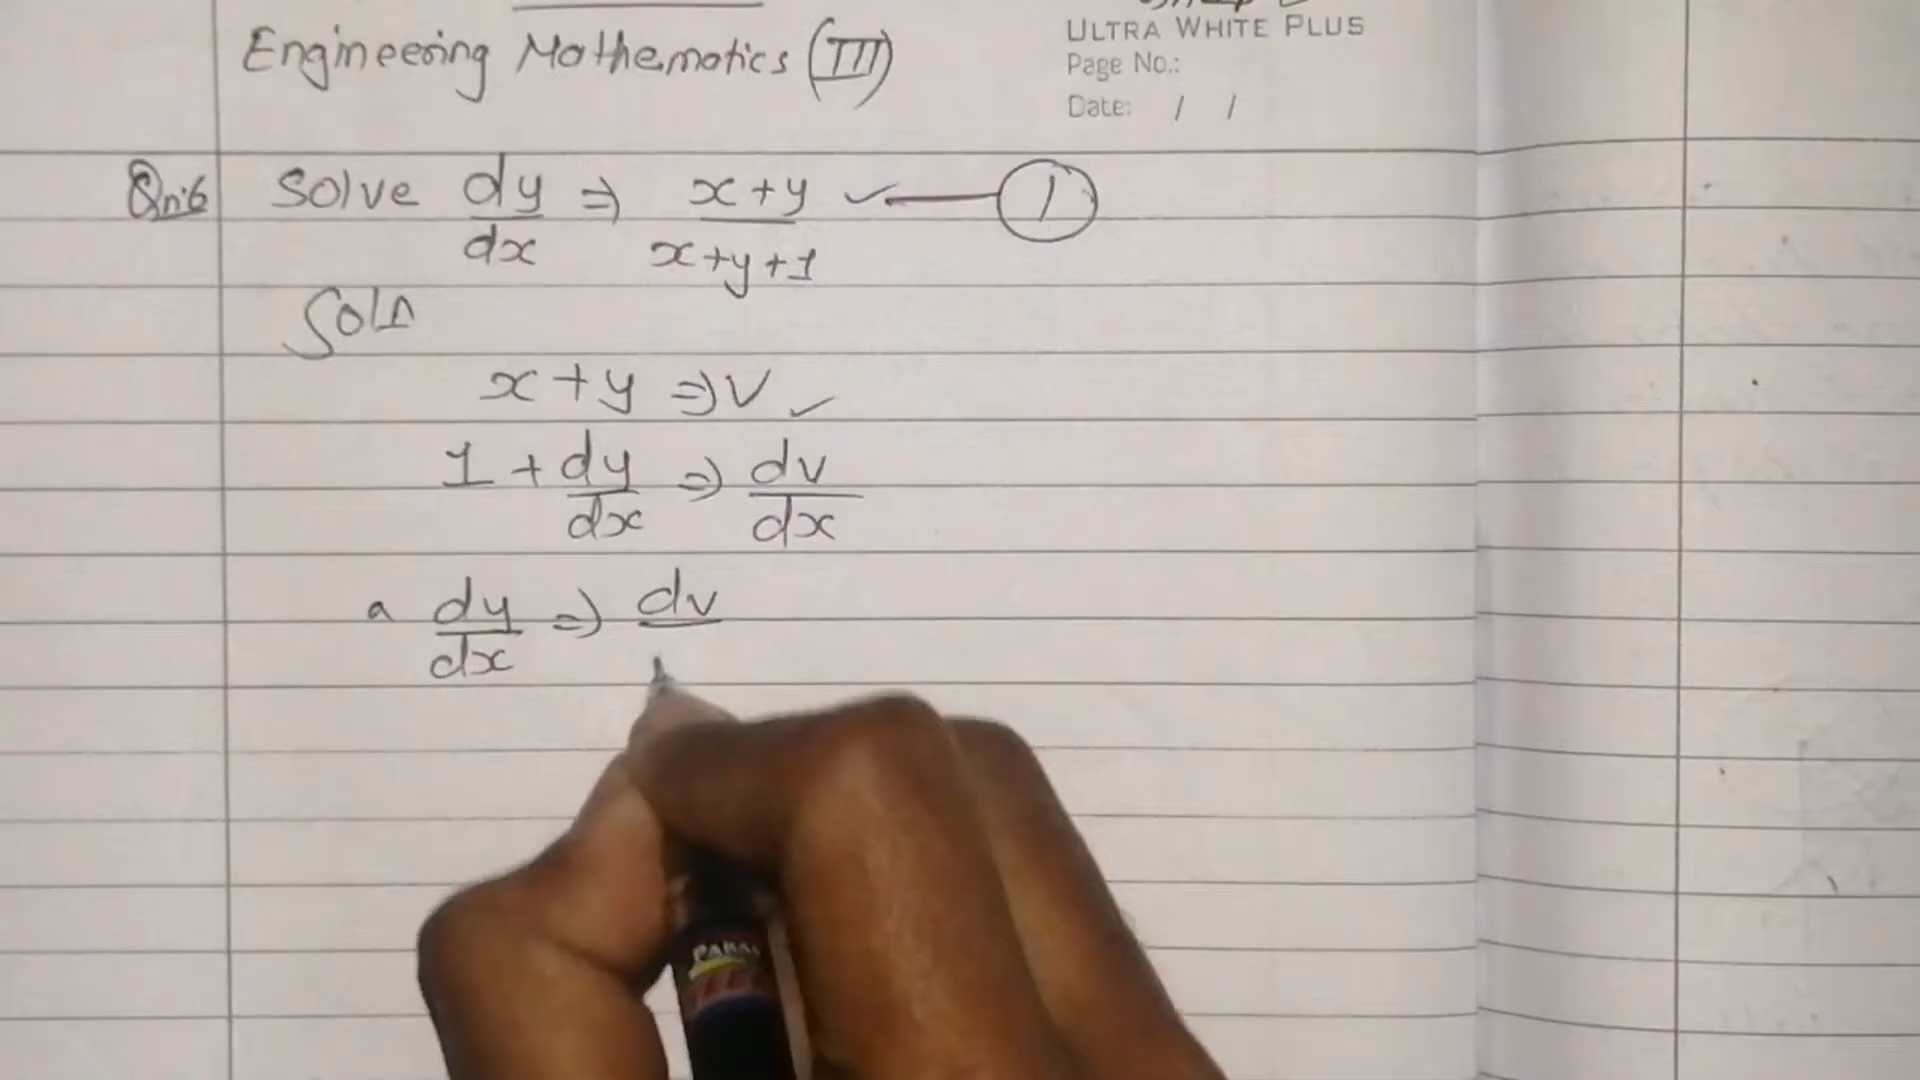 Engineering Mathematics (III)
ULTRA WHITE PLUS
Page No.:
Date: / /
Qn:6 Solve dy/dx => x+y/x+y+1 ✓ — 1
Soln
x+y => v ✓
1 + dy/dx => dv/dx
a dy/dx => dv